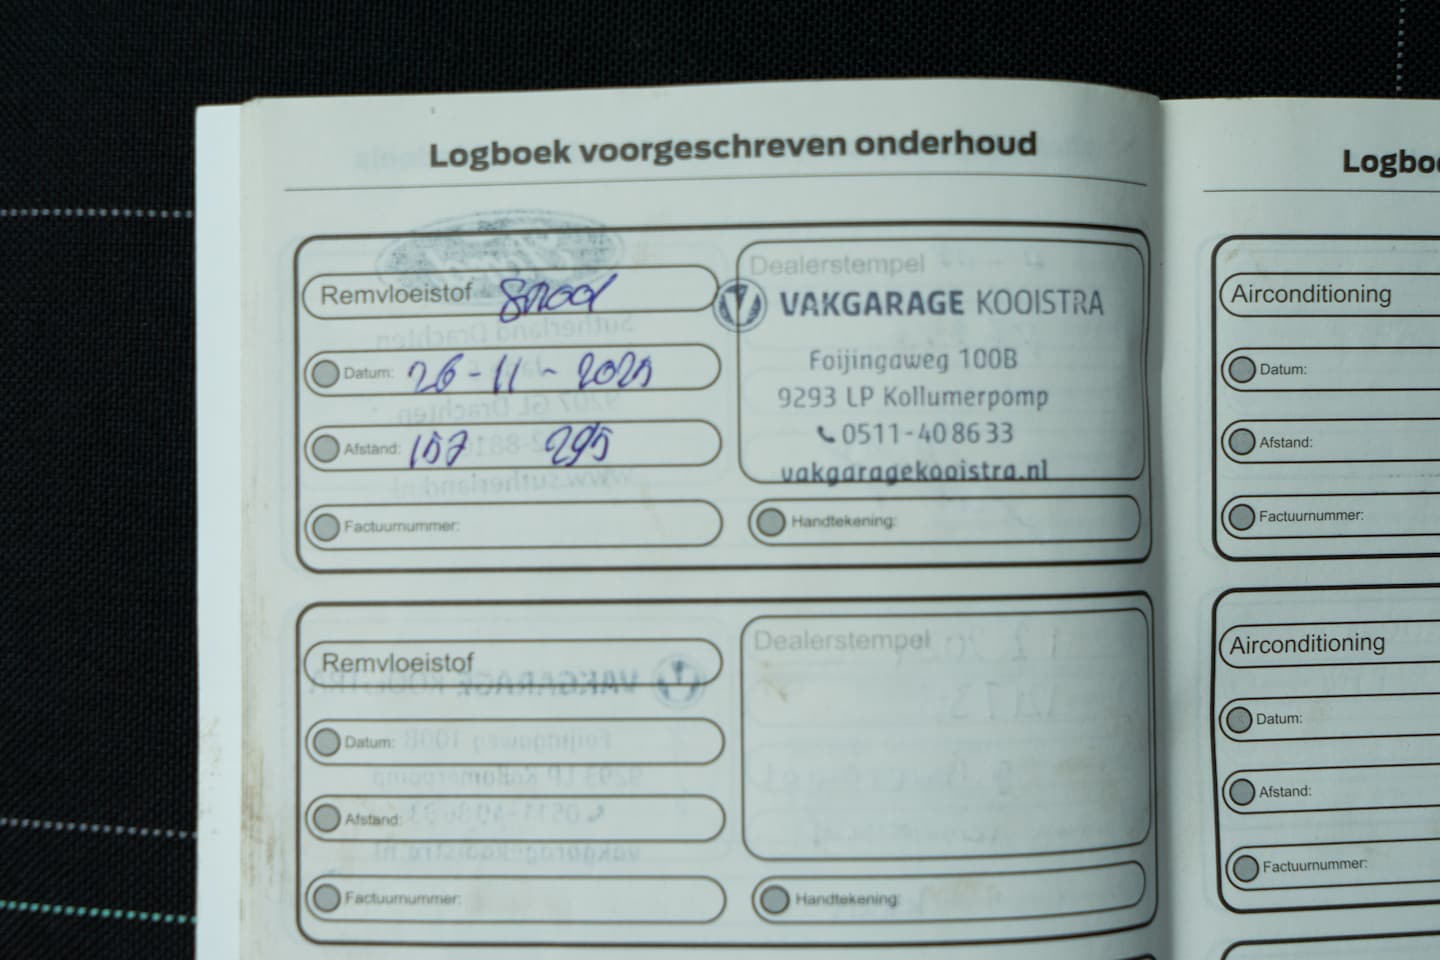 Logboek voorgeschreven onderhoud
Remvloeistof
Datum: 26-11-2025
Afstand: 157 295
Factuurnummer:
Dealerstempel
VAKGARAGE KOOISTRA
Foijingaweg 100B
9293 LP Kollumerpomp
0511-408633
vakgaragekooistra.nl
Handtekening:
Remvloeistof
Datum:
Afstand:
Factuurnummer:
Dealerstempel
Handtekening:
Airconditioning
Datum:
Afstand:
Factuurnummer:
Airconditioning
Datum:
Afstand:
Factuurnummer: